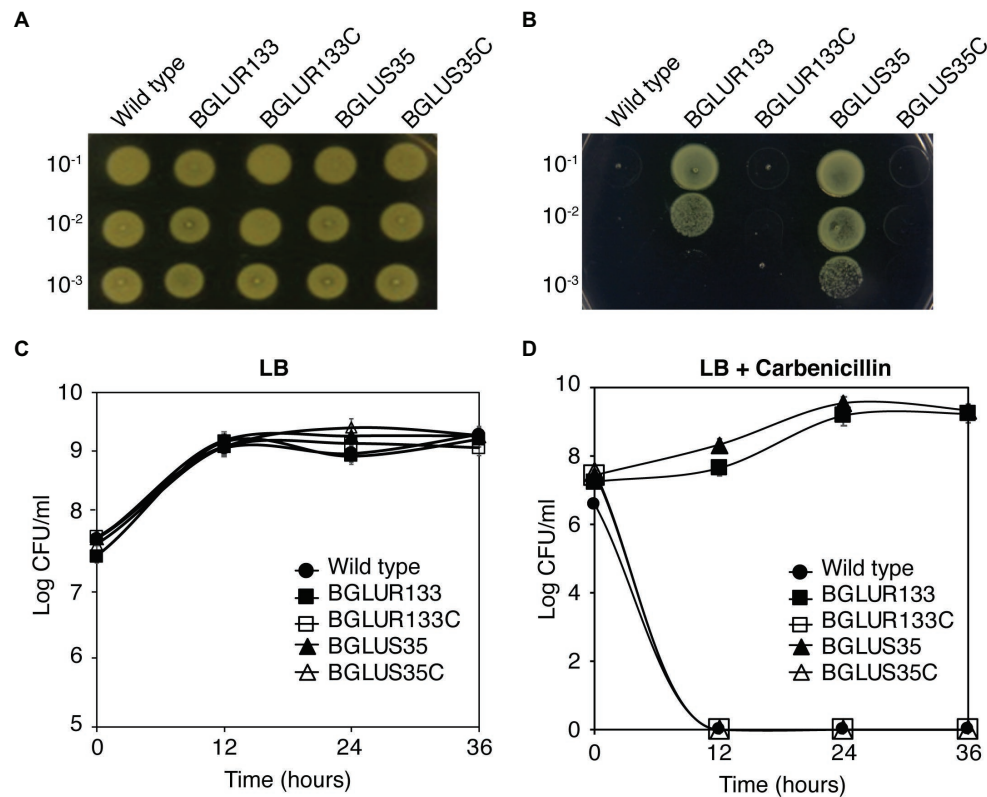 A
Wild type
BGLUR133
BGLUR133C
BGLUS35
BGLUS35C
10-1
10-2
10-3
B
Wild type
BGLUR133
BGLUR133C
BGLUS35
BGLUS35C
10-1
10-2
10-3
C
LB
10
9
8
7
6
5
Log CFU/ml
Wild type
BGLUR133
BGLUR133C
BGLUS35
BGLUS35C
0
12
24
36
Time (hours)
D
LB + Carbenicillin
10
8
6
4
2
0
Log CFU/ml
Wild type
BGLUR133
BGLUR133C
BGLUS35
BGLUS35C
0
12
24
36
Time (hours)